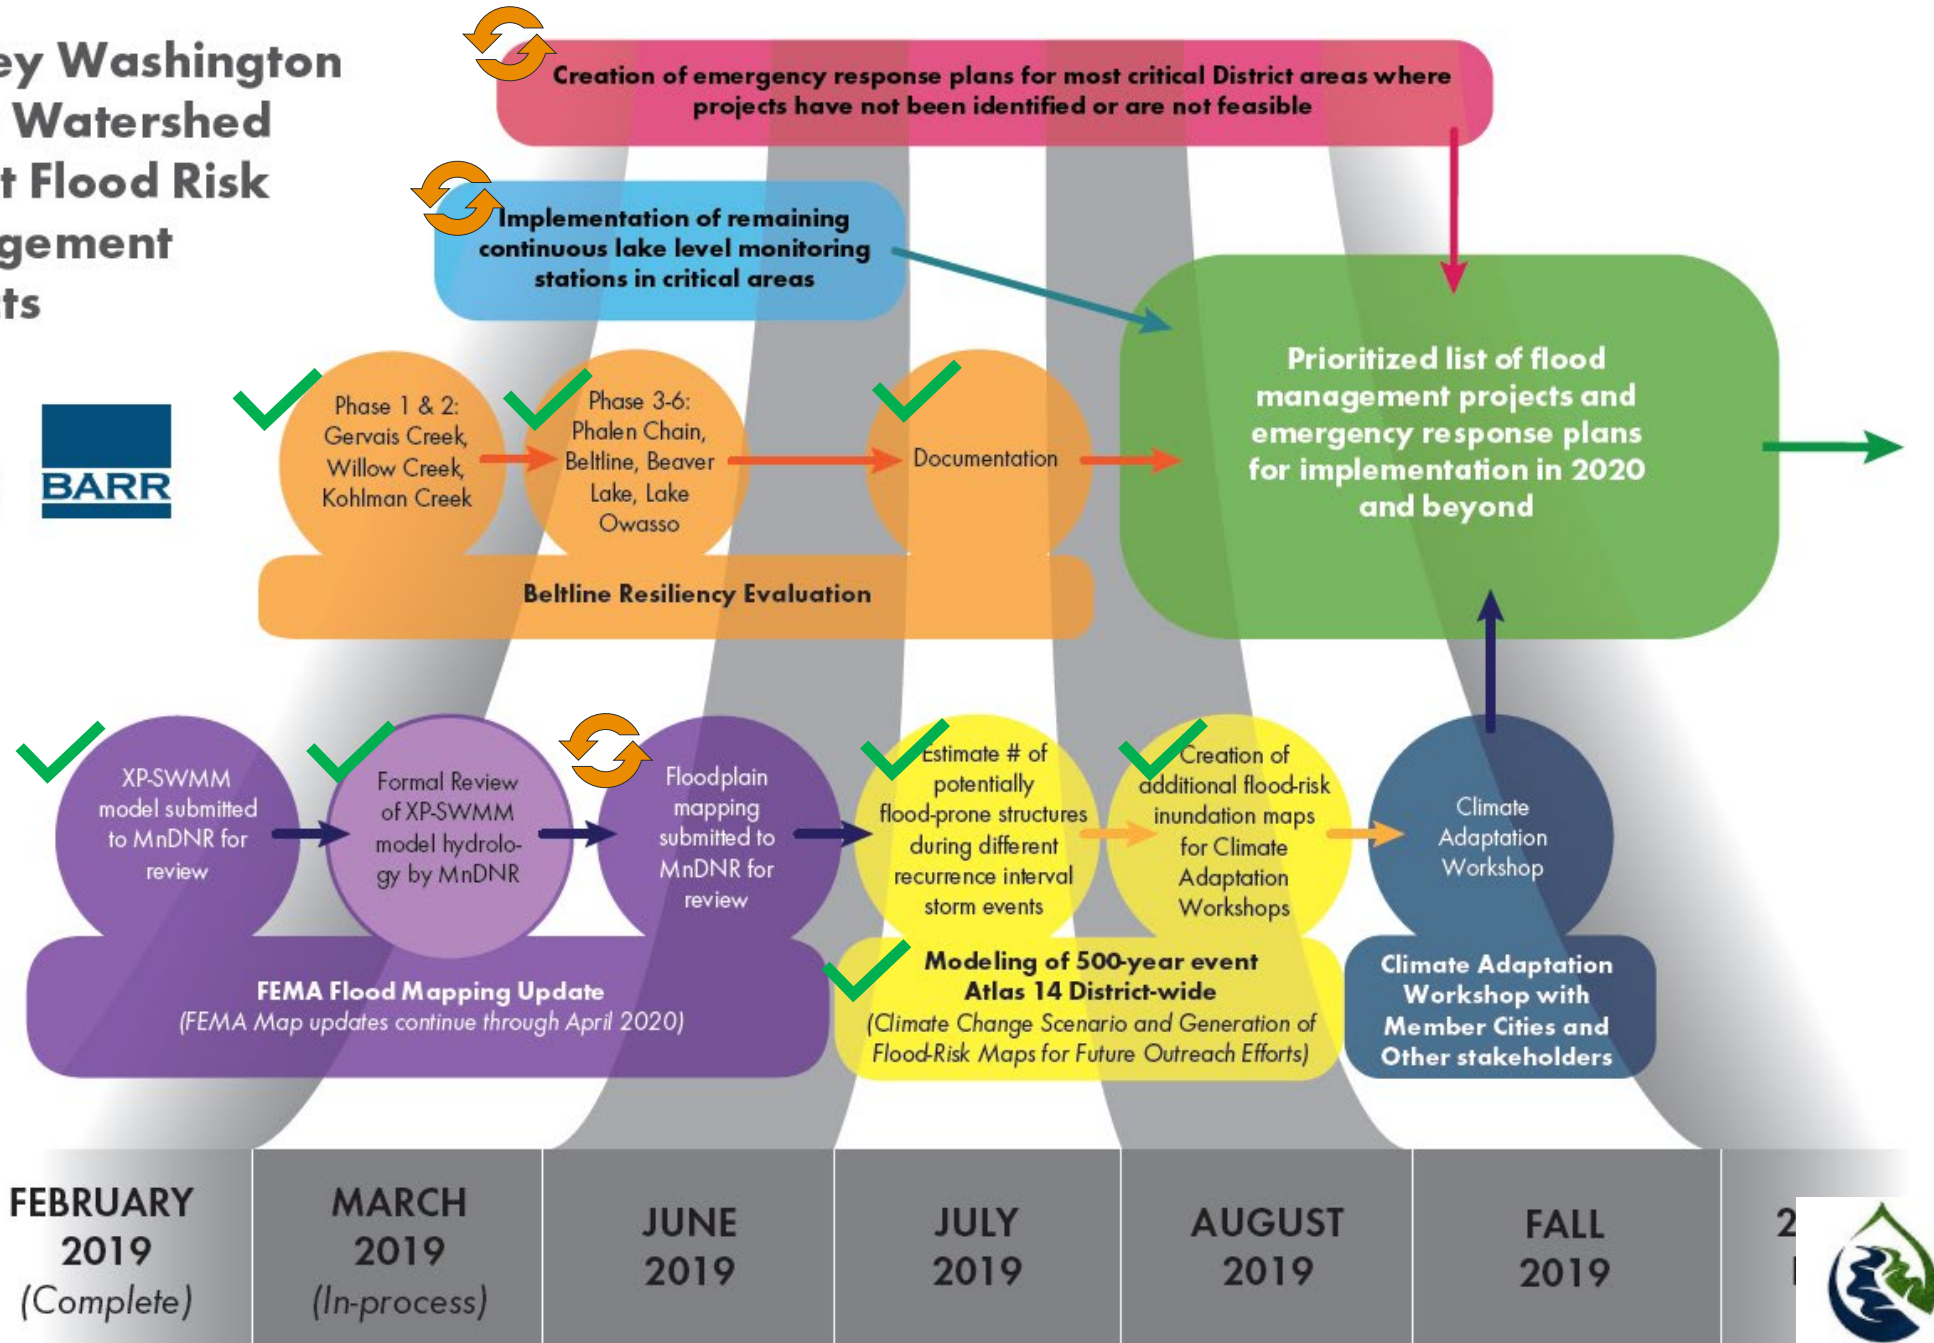 Washington
Watershed
Flood Risk
BARR
Creation of emergency response plans for most critical District areas where
projects have not been identified or are not feasible
Implementation of remaining
continuous lake level monitoring
stations in critical areas
Phase 1 & 2:
Gervais Creek,
Willow Creek,
Kohlman Creek
Phase 3-6:
Phalen Chain,
Beltline, Beaver
Lake, Lake
Owasso
Documentation
Beltline Resiliency Evaluation
Prioritized list of flood
management projects and
emergency response plans
for implementation in 2020
and beyond
XP-SWMM
model submitted
to MnDNR for
review
Formal Review
of XP-SWMM
model hydrolo-
gy by MnDNR
Floodplain
mapping
submitted to
MnDNR for
review
FEMA Flood Mapping Update
(FEMA Map updates continue through April 2020)
Estimate # of
potentially
flood-prone structures
during different
recurrence interval
storm events
Creation of
additional flood-risk
inundation maps
for Climate
Adaptation
Workshops
Modeling of 500-year event
Atlas 14 District-wide
(Climate Change Scenario and Generation of
Flood-Risk Maps for Future Outreach Efforts)
Climate
Adaptation
Workshop
Climate Adaptation
Workshop with
Member Cities and
Other stakeholders
FEBRUARY
2019
(Complete)
MARCH
2019
(In-process)
JUNE
2019
JULY
2019
AUGUST
2019
FALL
2019